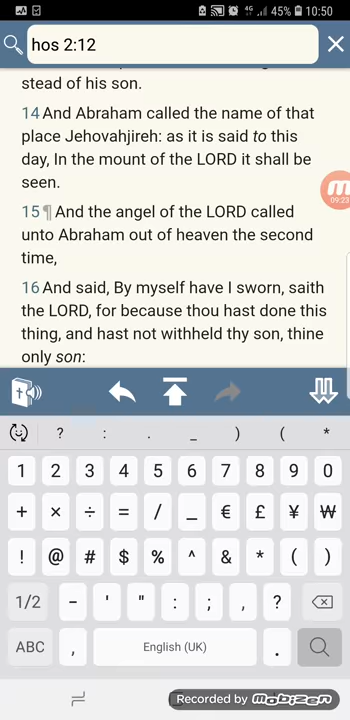 4G 45% 10:50
hos 2:12
stead of his son.
14 And Abraham called the name of that
place Jehovahjireh: as it is said to this
day, In the mount of the LORD it shall be
seen.
15 ¶ And the angel of the LORD called
unto Abraham out of heaven the second
time,
16 And said, By myself have I sworn, saith
the LORD, for because thou hast done this
thing, and hast not withheld thy son, thine
only son:
09:23
? : . _ ) ( *
1 2 3 4 5 6 7 8 9 0
+ × ÷ = / _ € £ ¥ ₩
! @ # $ % ^ & * ( )
1/2 - ' " : ; , ?
ABC , English (UK) .
Recorded by Mobizen